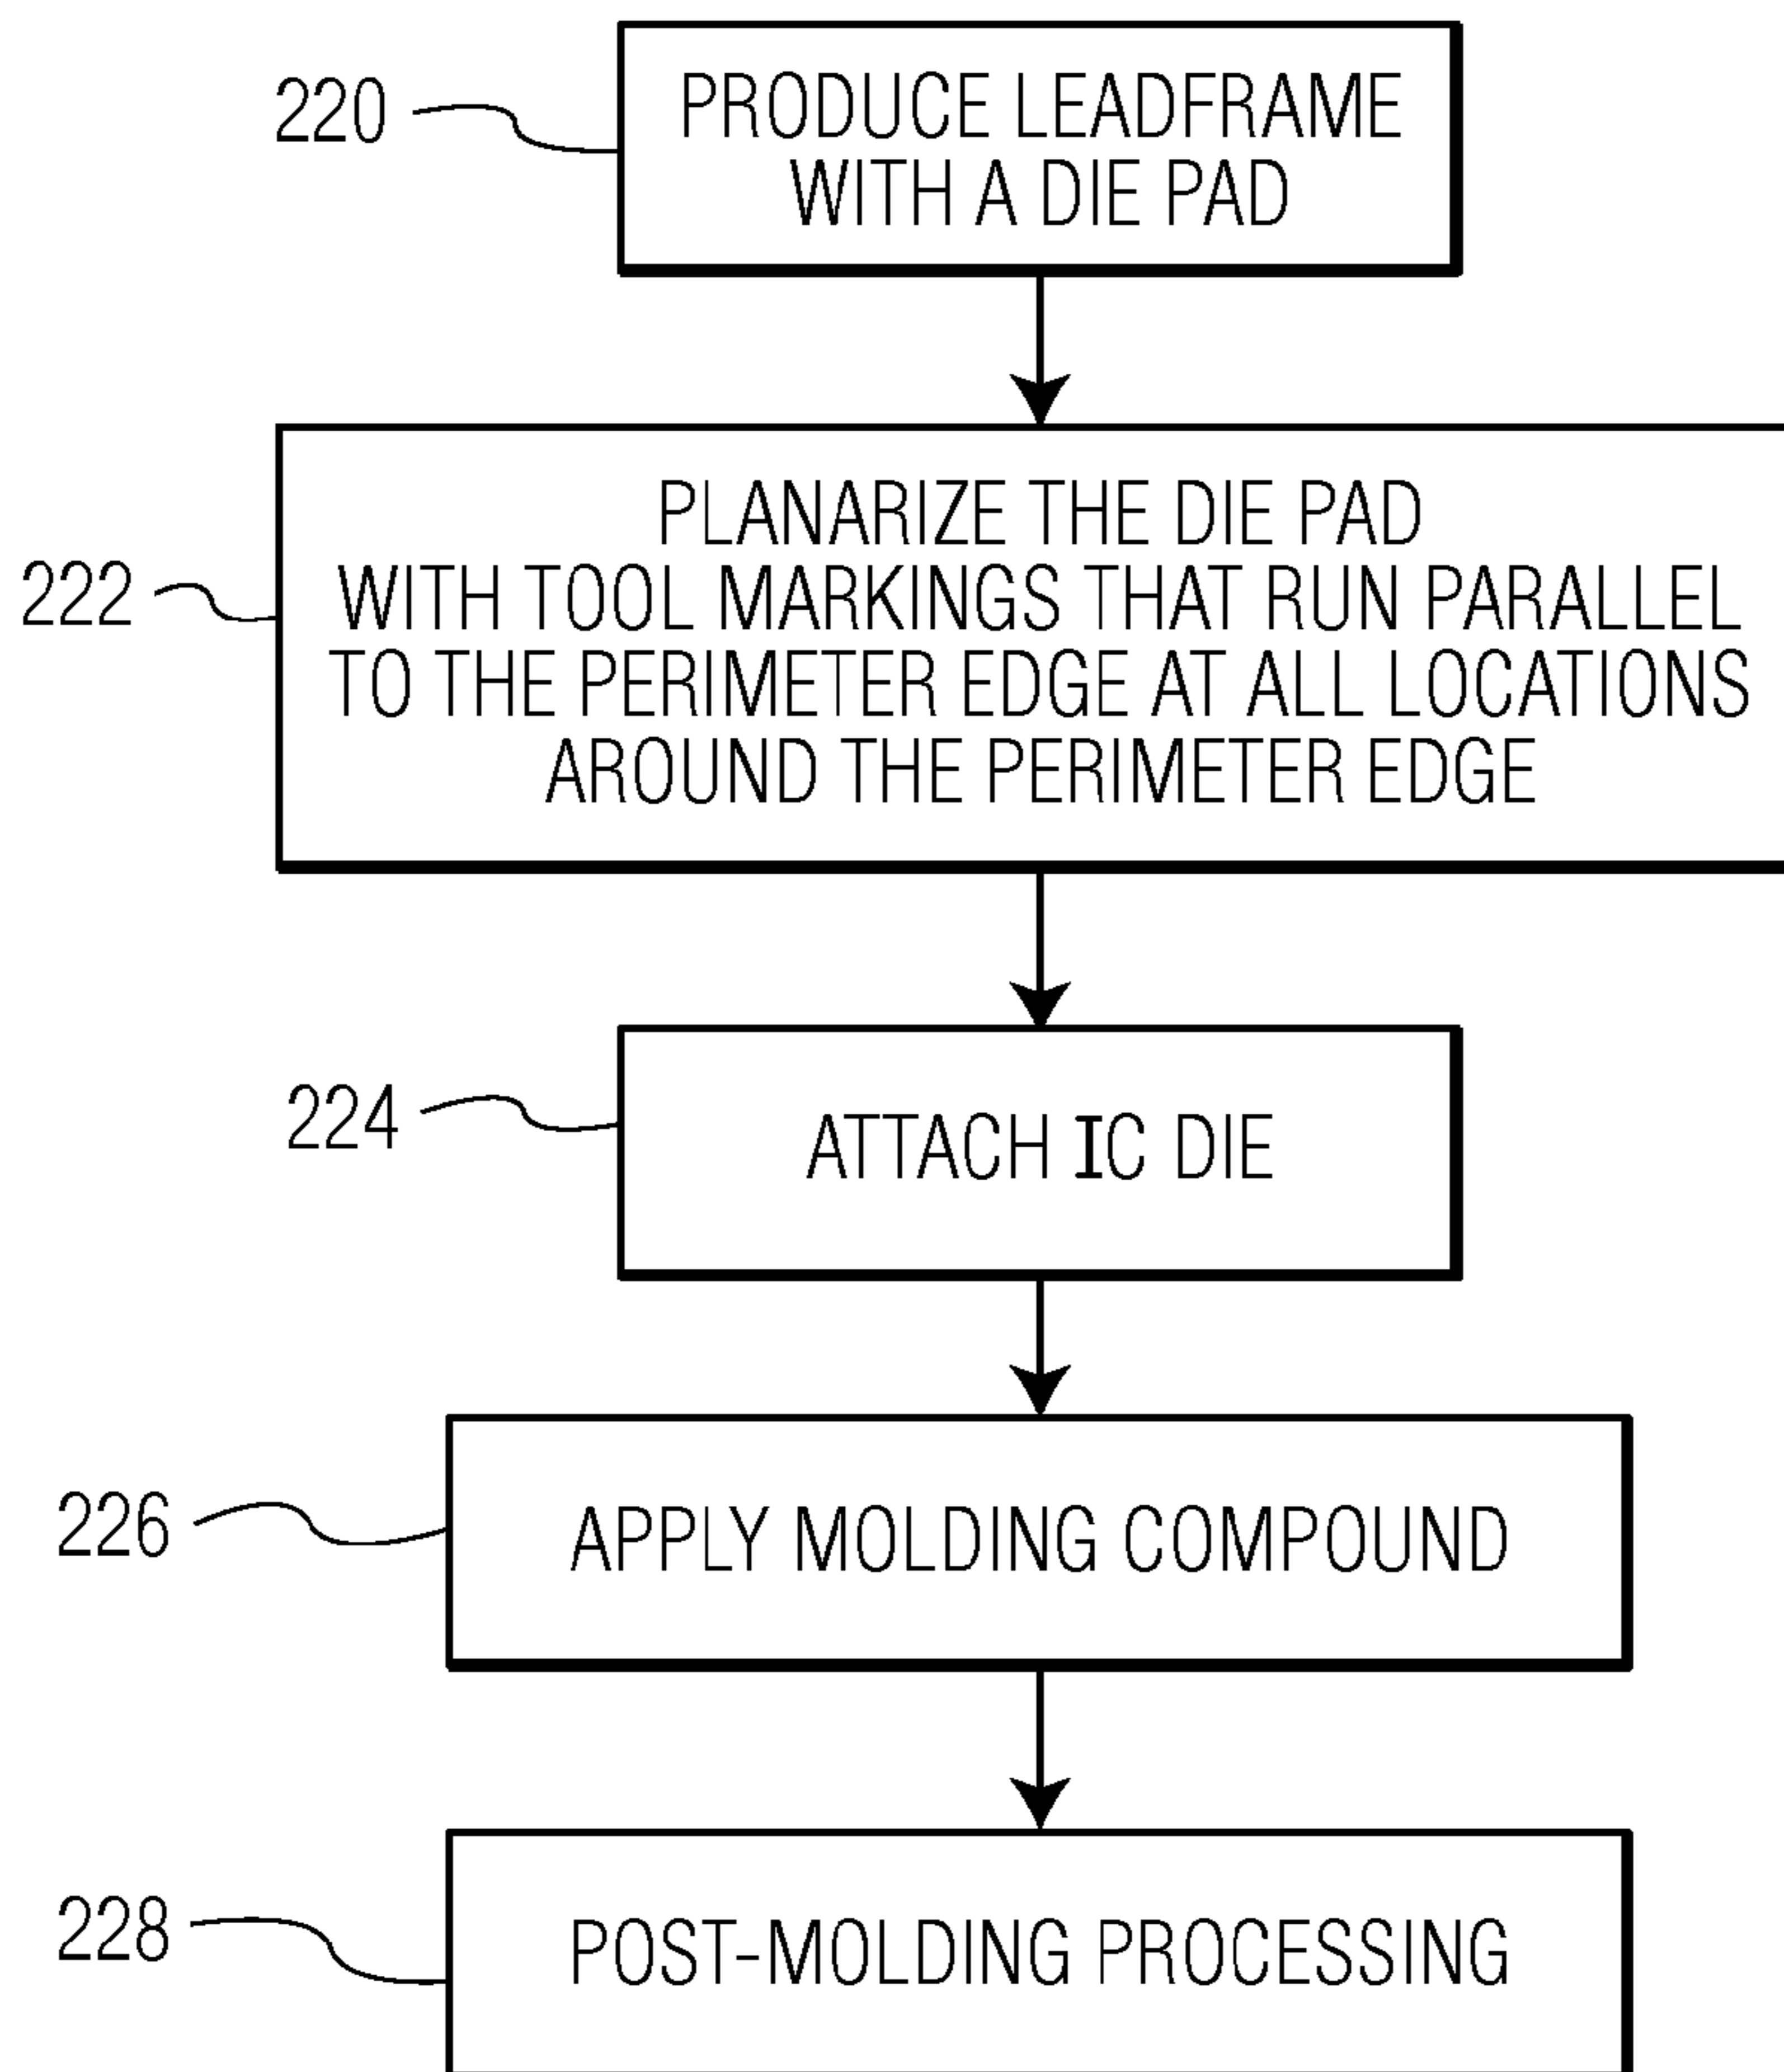 220
PRODUCE LEADFRAME
WITH A DIE PAD
222
PLANARIZE THE DIE PAD
WITH TOOL MARKINGS THAT RUN PARALLEL
TO THE PERIMETER EDGE AT ALL LOCATIONS
AROUND THE PERIMETER EDGE
224
ATTACH IC DIE
226
APPLY MOLDING COMPOUND
228
POST-MOLDING PROCESSING